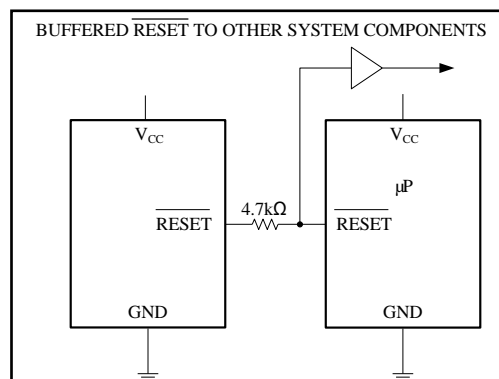 BUFFERED RESET TO OTHER SYSTEM COMPONENTS
VCC
VCC
μP
4.7kΩ
RESET
RESET
GND
GND